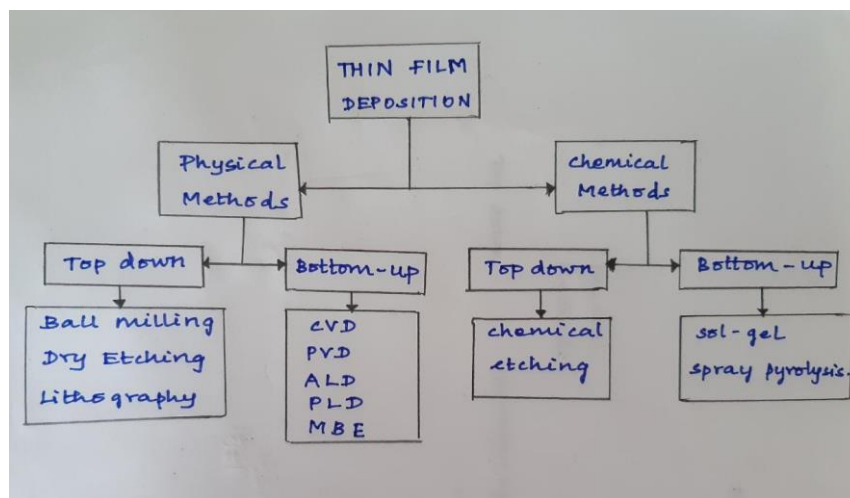 THIN FILM
DEPOSITION
Physical
Methods
chemical
Methods
Top down
Bottom-up
Top down
Bottom-up
Ball milling
Dry Etching
Lithography
CVD
PVD
ALD
PLD
MBE
chemical
etching
sol-gel
spray pyrolysis.